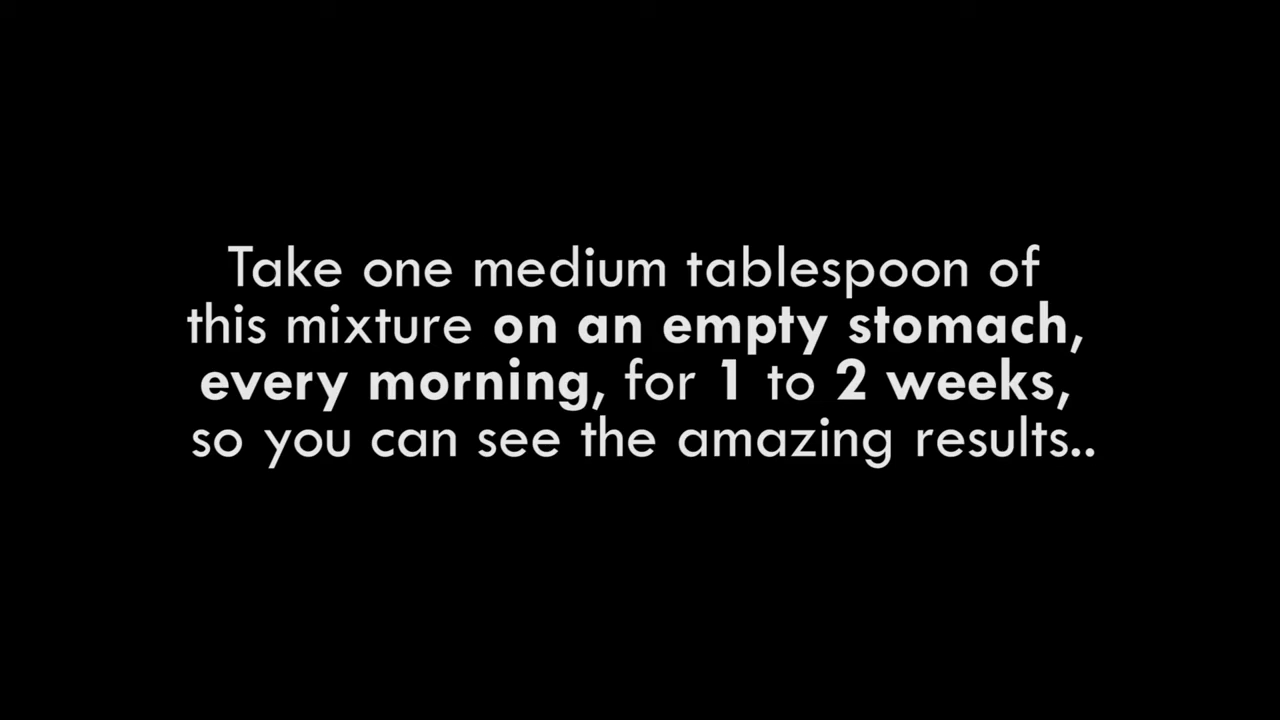 Take one medium tablespoon of
this mixture on an empty stomach,
every morning, for 1 to 2 weeks,
so you can see the amazing results..